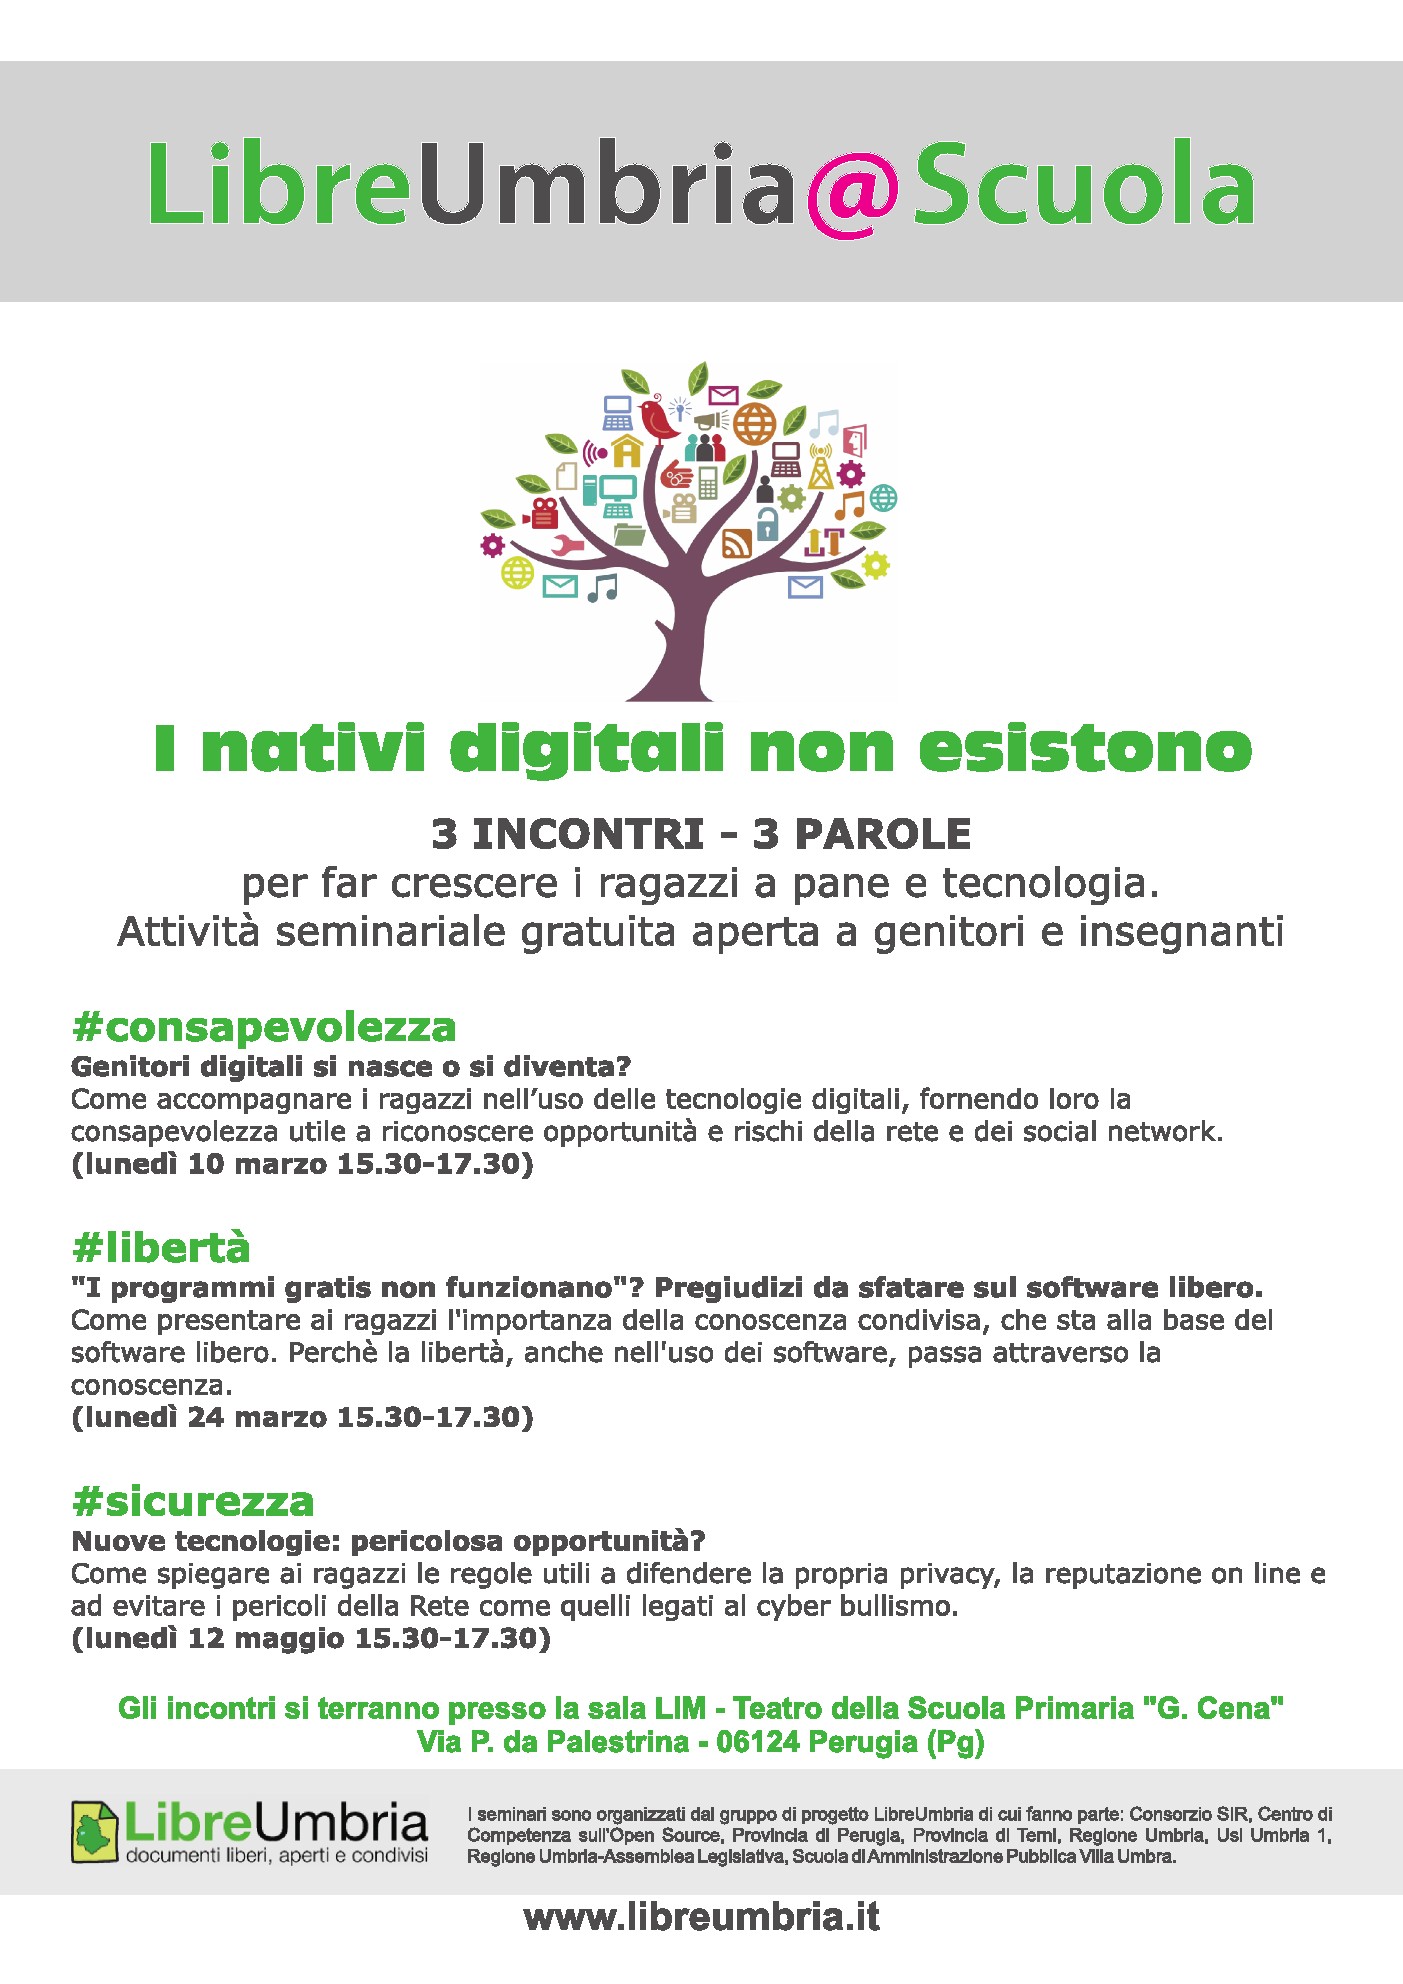 LibreUmbria@Scuola
I nativi digitali non esistono
3 INCONTRI - 3 PAROLE
per far crescere i ragazzi a pane e tecnologia.
Attività seminariale gratuita aperta a genitori e insegnanti
#consapevolezza
Genitori digitali si nasce o si diventa?
Come accompagnare i ragazzi nell’uso delle tecnologie digitali, fornendo loro la
consapevolezza utile a riconoscere opportunità e rischi della rete e dei social network.
(lunedì 10 marzo 15.30-17.30)
#libertà
"I programmi gratis non funzionano"? Pregiudizi da sfatare sul software libero.
Come presentare ai ragazzi l'importanza della conoscenza condivisa, che sta alla base del
software libero. Perchè la libertà, anche nell'uso dei software, passa attraverso la
conoscenza.
(lunedì 24 marzo 15.30-17.30)
#sicurezza
Nuove tecnologie: pericolosa opportunità?
Come spiegare ai ragazzi le regole utili a difendere la propria privacy, la reputazione on line e
ad evitare i pericoli della Rete come quelli legati al cyber bullismo.
(lunedì 12 maggio 15.30-17.30)
Gli incontri si terranno presso la sala LIM - Teatro della Scuola Primaria "G. Cena"
Via P. da Palestrina - 06124 Perugia (Pg)
LibreUmbria
documenti liberi, aperti e condivisi
I seminari sono organizzati dal gruppo di progetto LibreUmbria di cui fanno parte: Consorzio SIR, Centro di
Competenza sull'Open Source, Provincia di Perugia, Provincia di Terni, Regione Umbria, Usl Umbria 1,
Regione Umbria-Assemblea Legislativa, Scuola di Amministrazione Pubblica Villa Umbra.
www.libreumbria.it